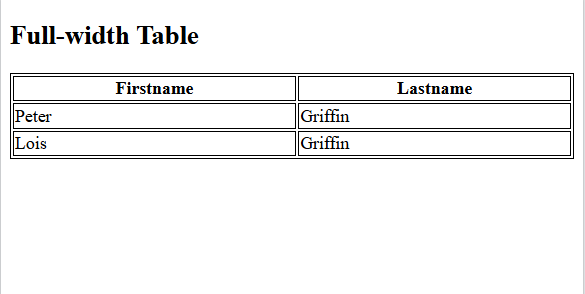 Full-width Table
Firstname Lastname
Peter Griffin
Lois Griffin